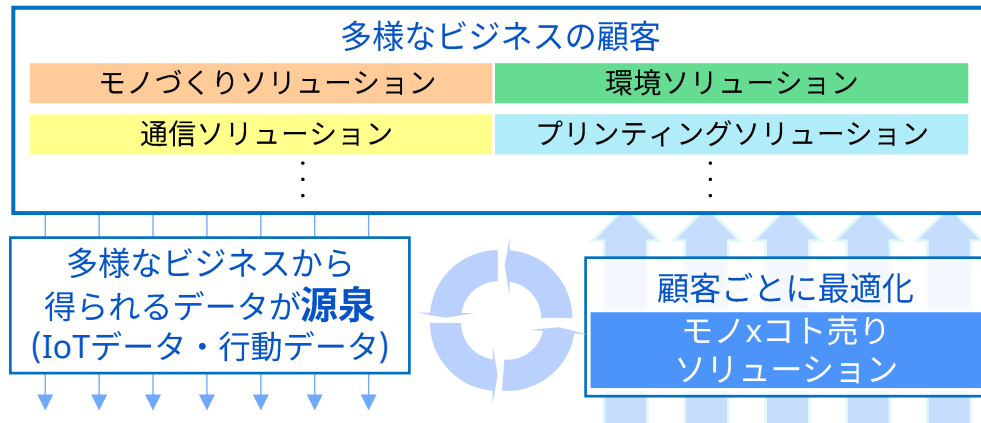 多様なビジネスの顧客
モノづくりソリューション
環境ソリューション
通信ソリューション
プリンティングソリューション
多様なビジネスから
得られるデータが源泉
(IoTデータ・行動データ)
顧客ごとに最適化
モノxコト売り
ソリューション